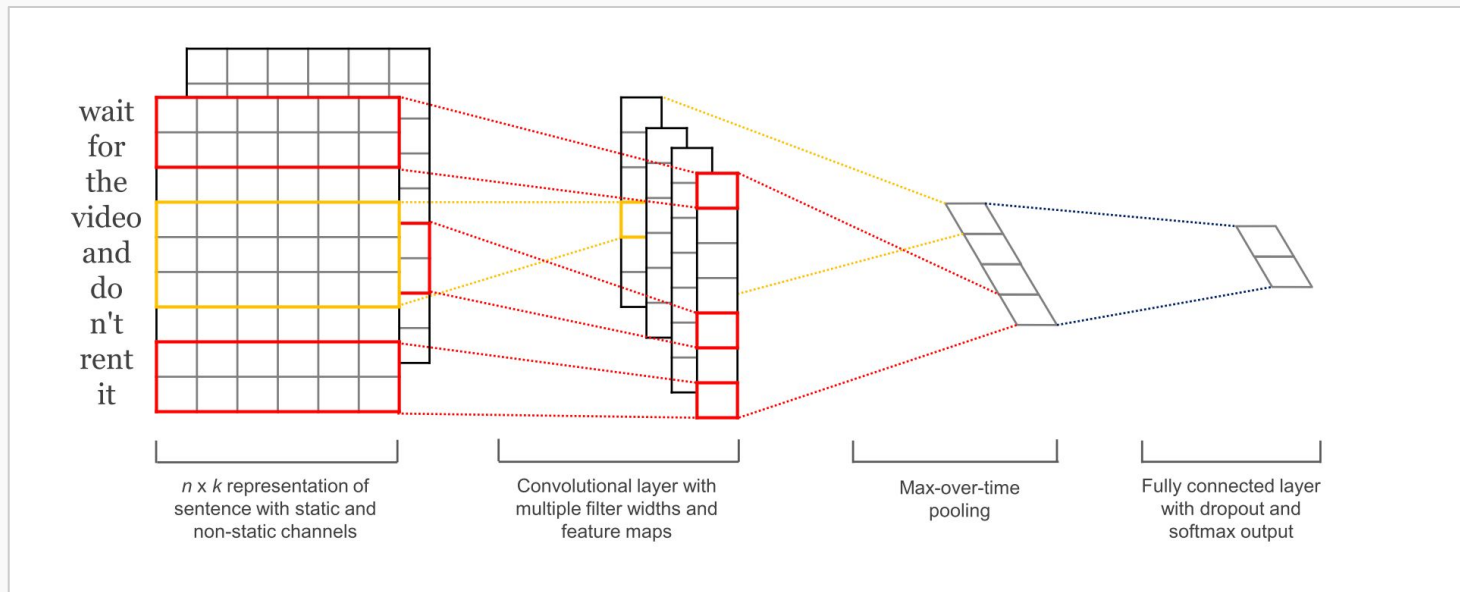 wait
for
the
video
and
do
n't
rent
it
n x k representation of
sentence with static and
non-static channels
Convolutional layer with
multiple filter widths and
feature maps
Max-over-time
pooling
Fully connected layer
with dropout and
softmax output